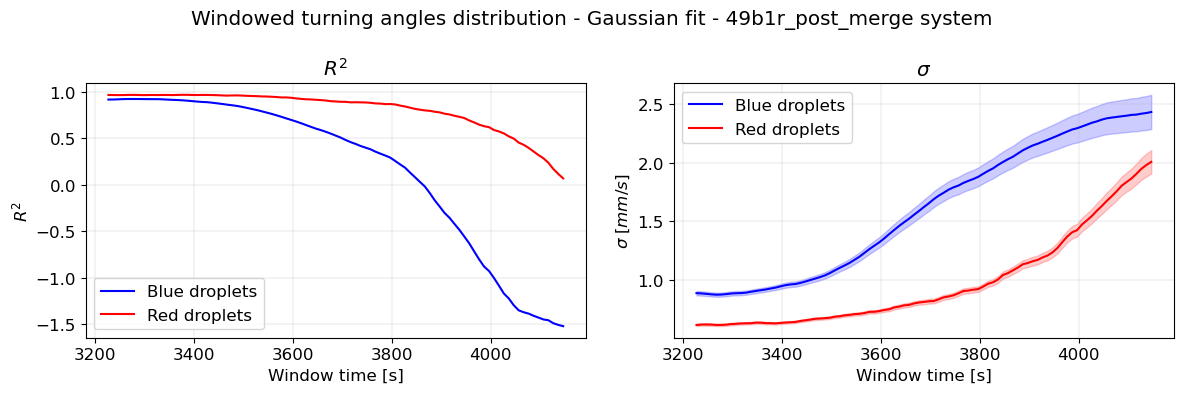 Windowed turning angles distribution - Gaussian fit - 49b1r_post_merge system
R²
R²
1.0
0.5
0.0
−0.5
−1.0
−1.5
Blue droplets
Red droplets
3200 3400 3600 3800 4000
Window time [s]
σ
σ [mm/s]
2.5
2.0
1.5
1.0
Blue droplets
Red droplets
3200 3400 3600 3800 4000
Window time [s]